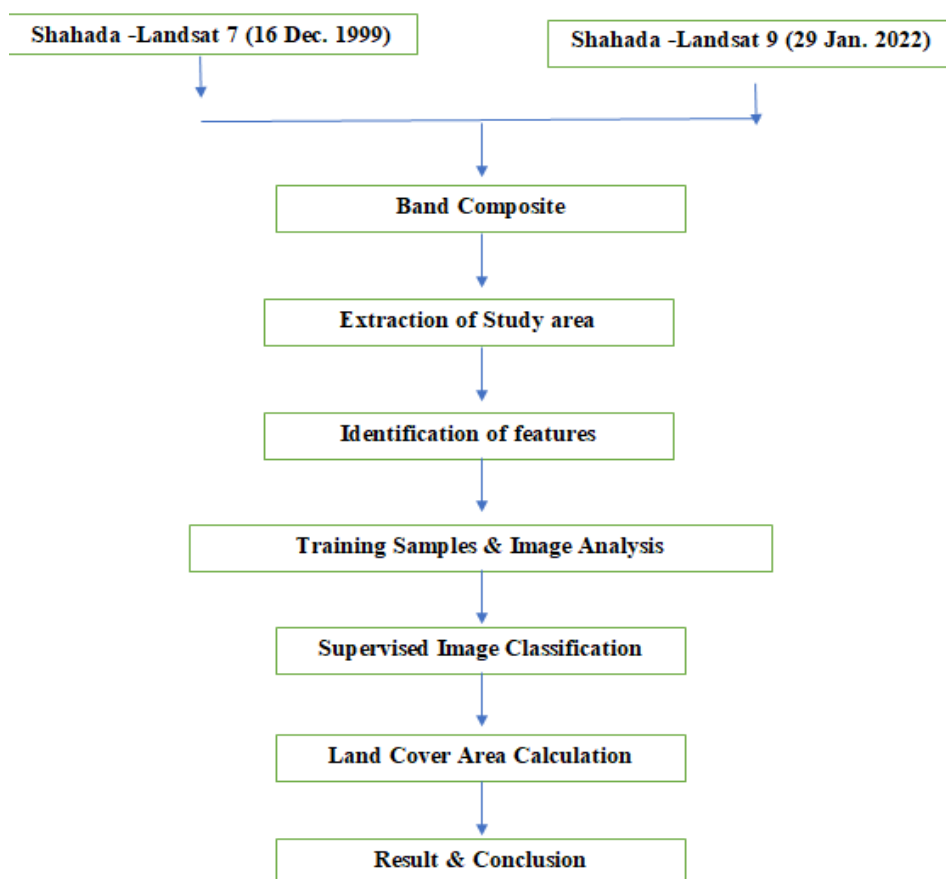 Shahada -Landsat 7 (16 Dec. 1999)
Shahada -Landsat 9 (29 Jan. 2022)
Band Composite
Extraction of Study area
Identification of features
Training Samples & Image Analysis
Supervised Image Classification
Land Cover Area Calculation
Result & Conclusion